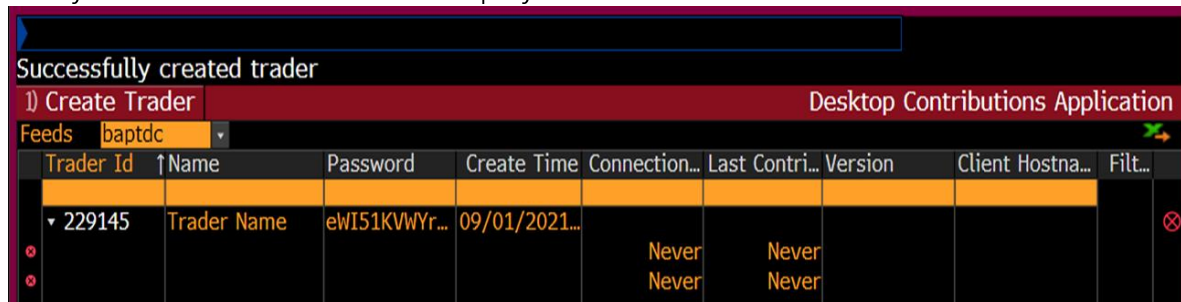 Successfully created trader
1) Create Trader Desktop Contributions Application
Feeds baptdc
Trader Id ↑Name Password Create Time Connection... Last Contri... Version Client Hostna... Filt...
229145 Trader Name eWI51KVWYr... 09/01/2021...
Never Never
Never Never